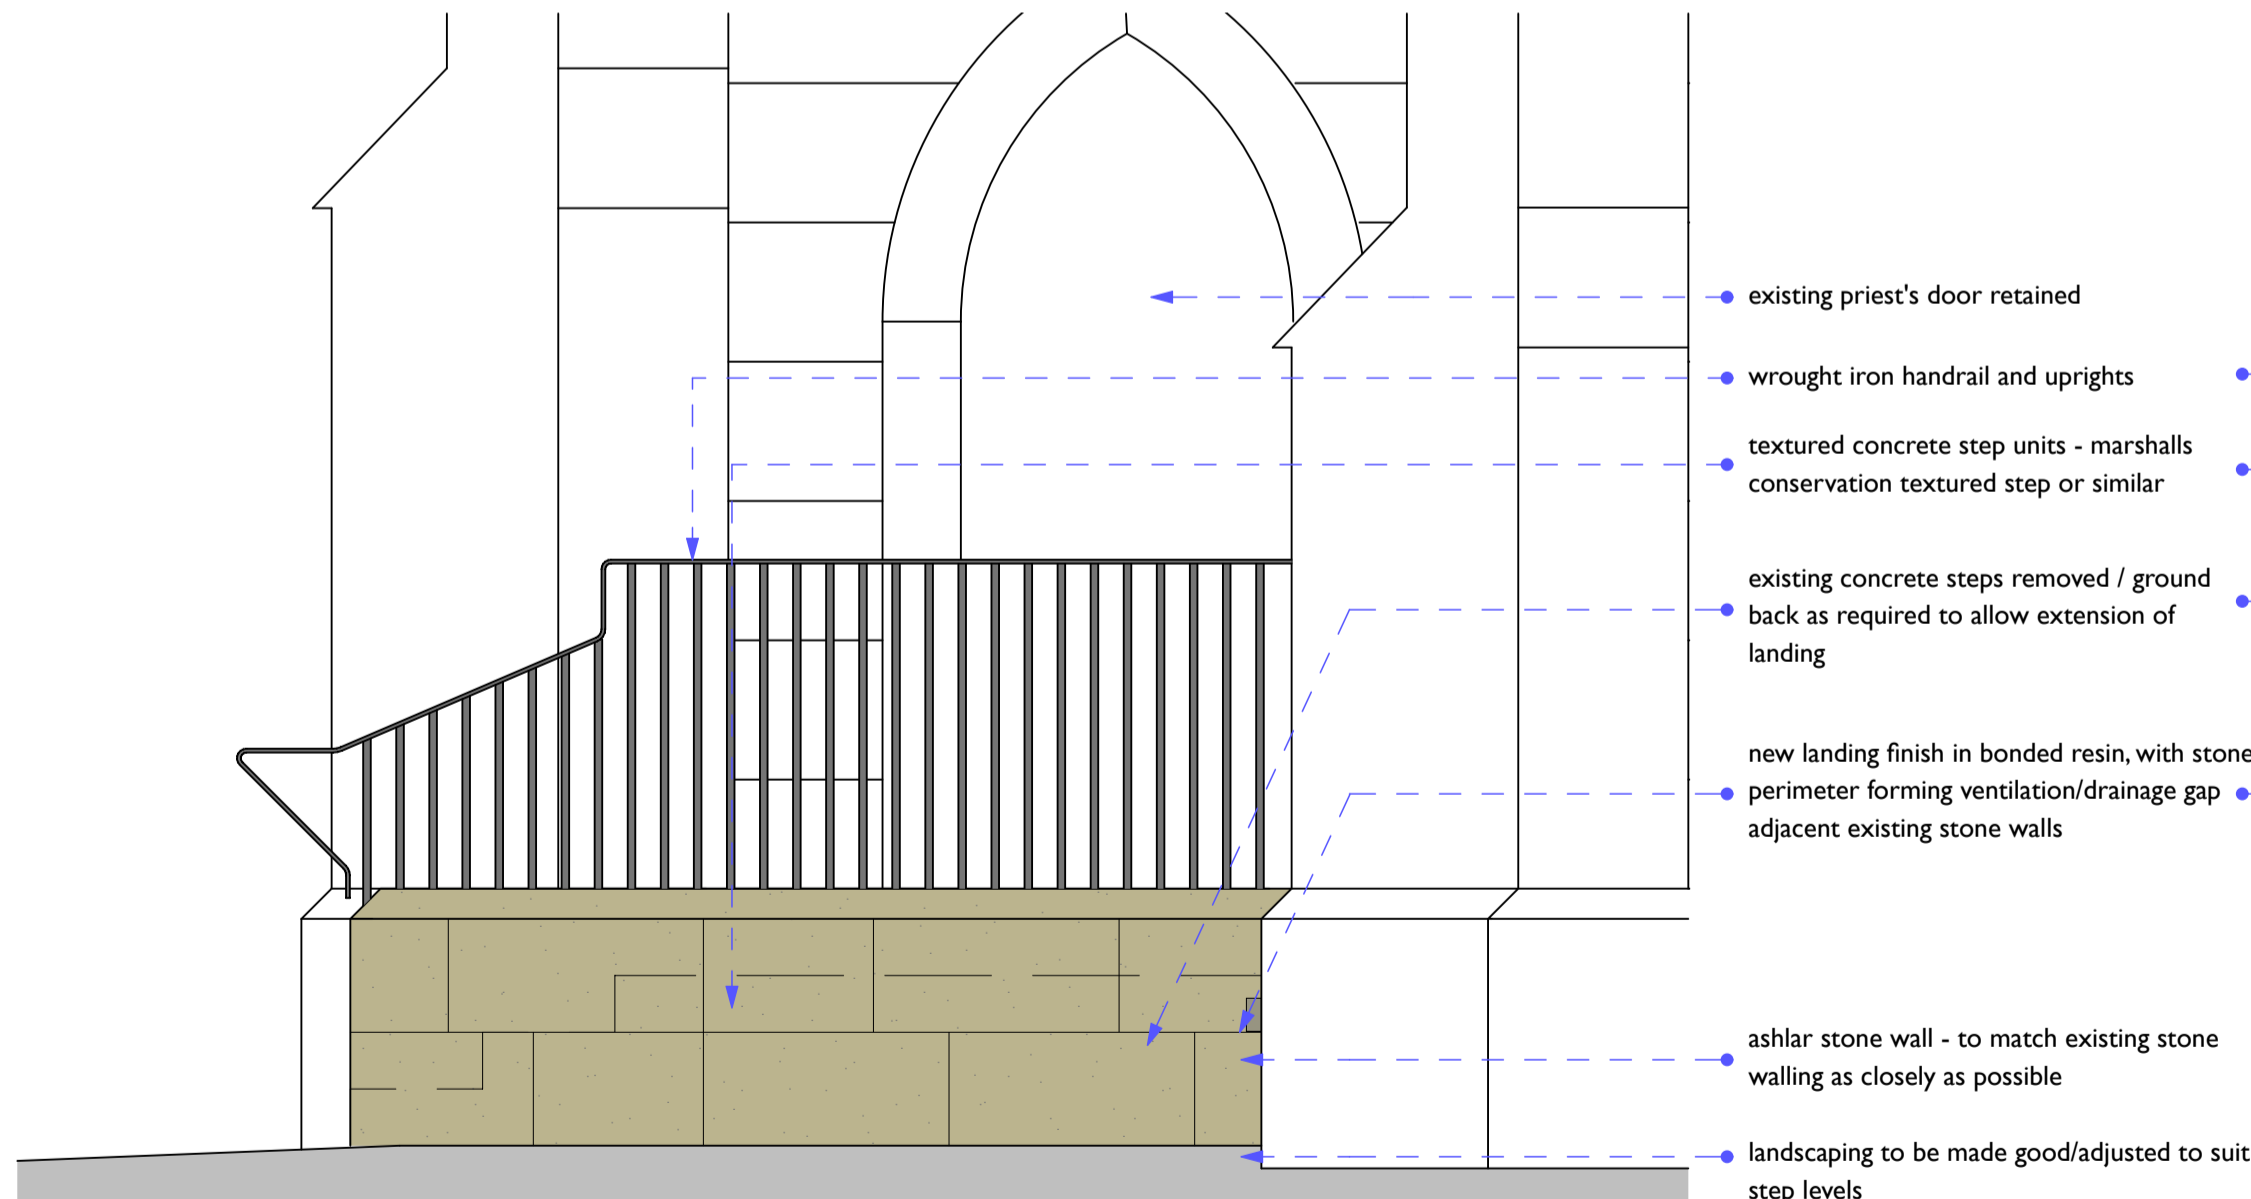 existing priest's door retained
wrought iron handrail and uprights
textured concrete step units - marshalls
conservation textured step or similar
existing concrete steps removed / ground
back as required to allow extension of
landing
new landing finish in bonded resin, with stone
perimeter forming ventilation/drainage gap
adjacent existing stone walls
ashlar stone wall - to match existing stone
walling as closely as possible
landscaping to be made good/adjusted to suit
step levels